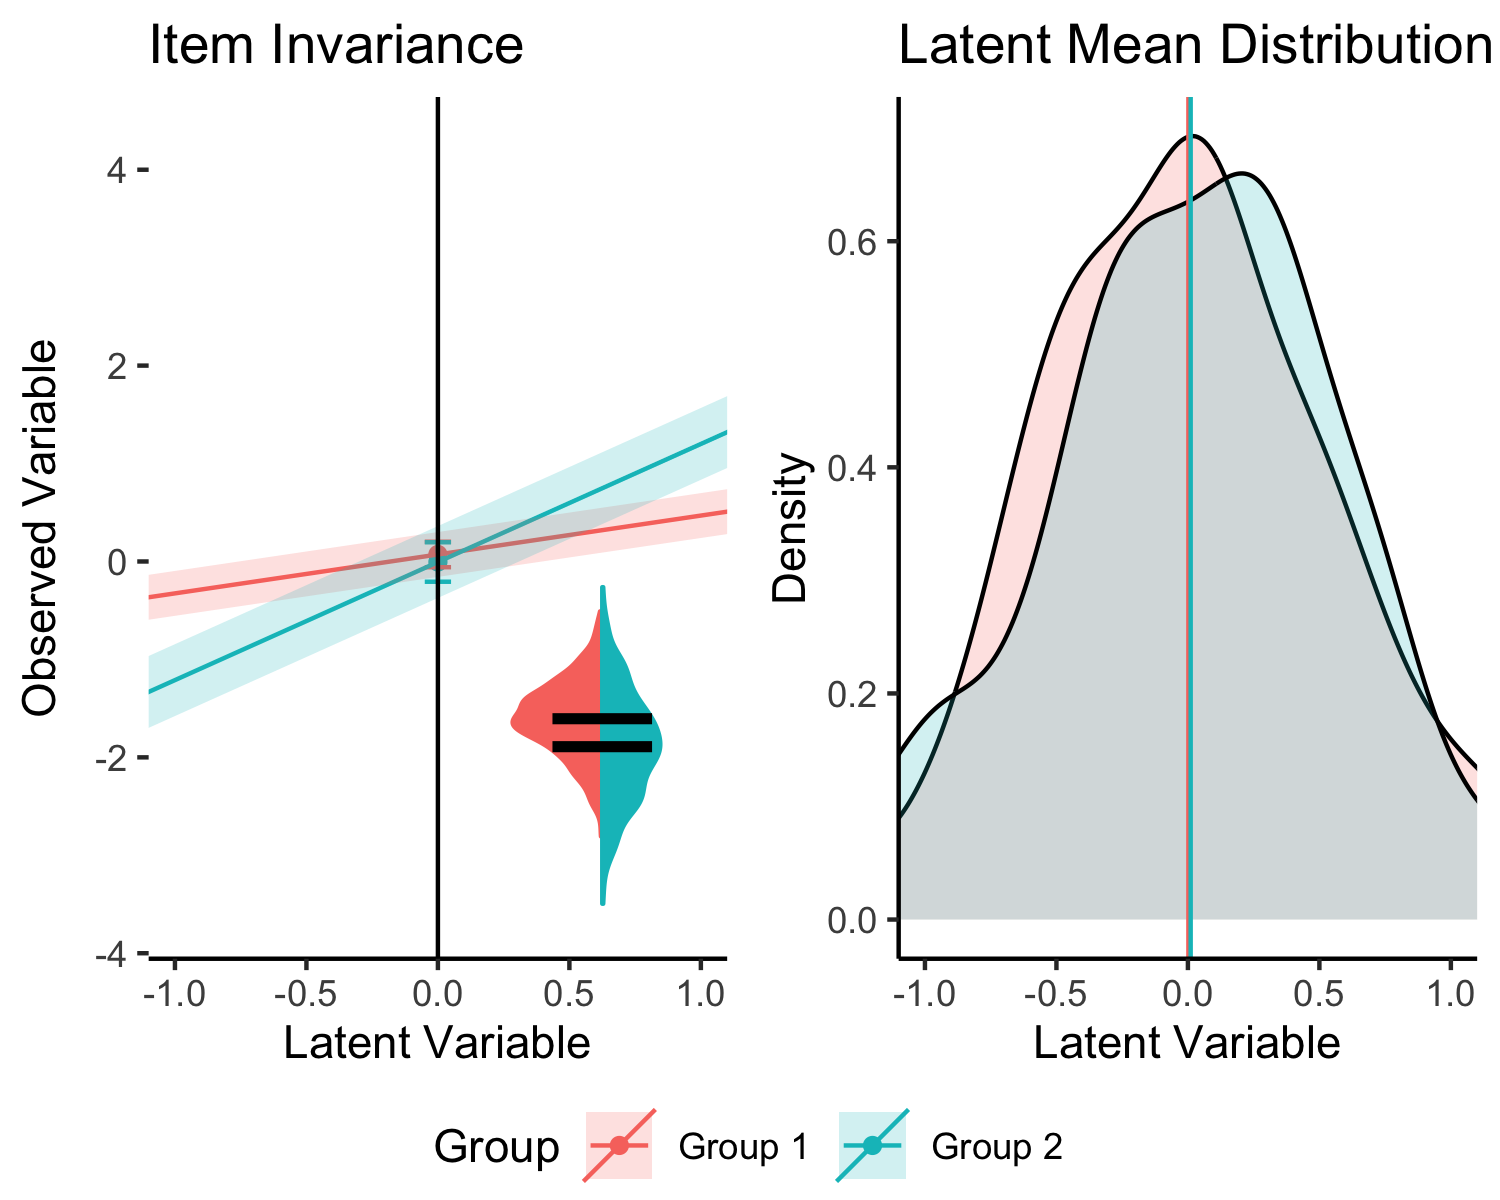 Item Invariance
Observed Variable
4
2
0
-2
-4
-1.0
-0.5
0.0
0.5
1.0
Latent Variable
Latent Mean Distribution
Density
0.6
0.4
0.2
0.0
-1.0
-0.5
0.0
0.5
1.0
Latent Variable
Group
Group 1
Group 2